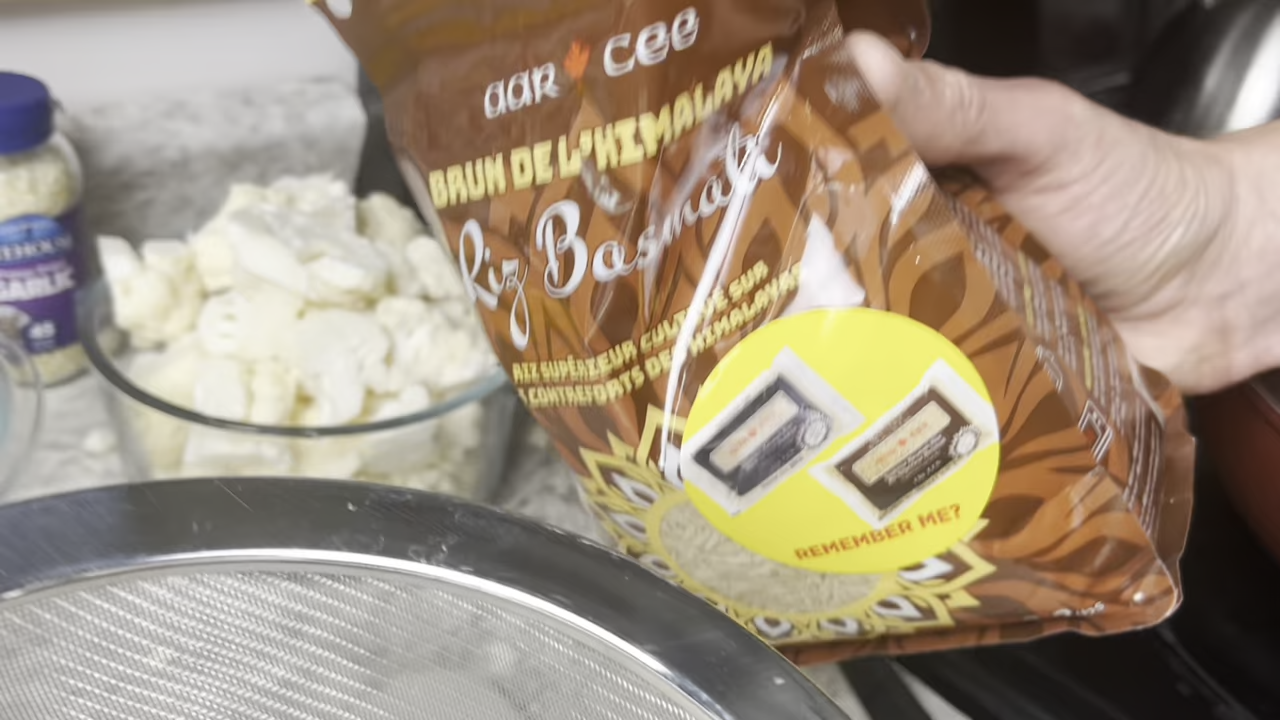 aar cee
BRUN DE L'HIMALAYA
Riz Basmati
RIZ SUPÉRIEUR CULTIVÉ SUR
CONTREFORTS DE L'HIMALAYA
REMEMBER ME?
GARLIC